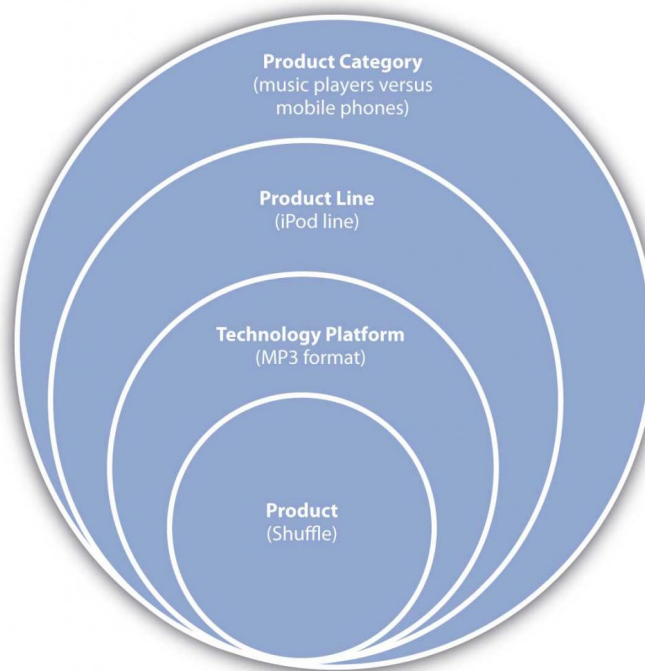 Product Category
(music players versus
mobile phones)
Product Line
(iPod line)
Technology Platform
(MP3 format)
Product
(Shuffle)